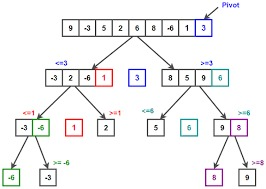 Pivot
9 -3 5 2 6 8 -6 1 3
<=3 >=3
-3 2 -6 1 3 8 5 9 6
<=1 >=1 <=6 >=6
-3 -6 1 2 5 6 9 8
>= -6 >=8
-6 -3 8 9